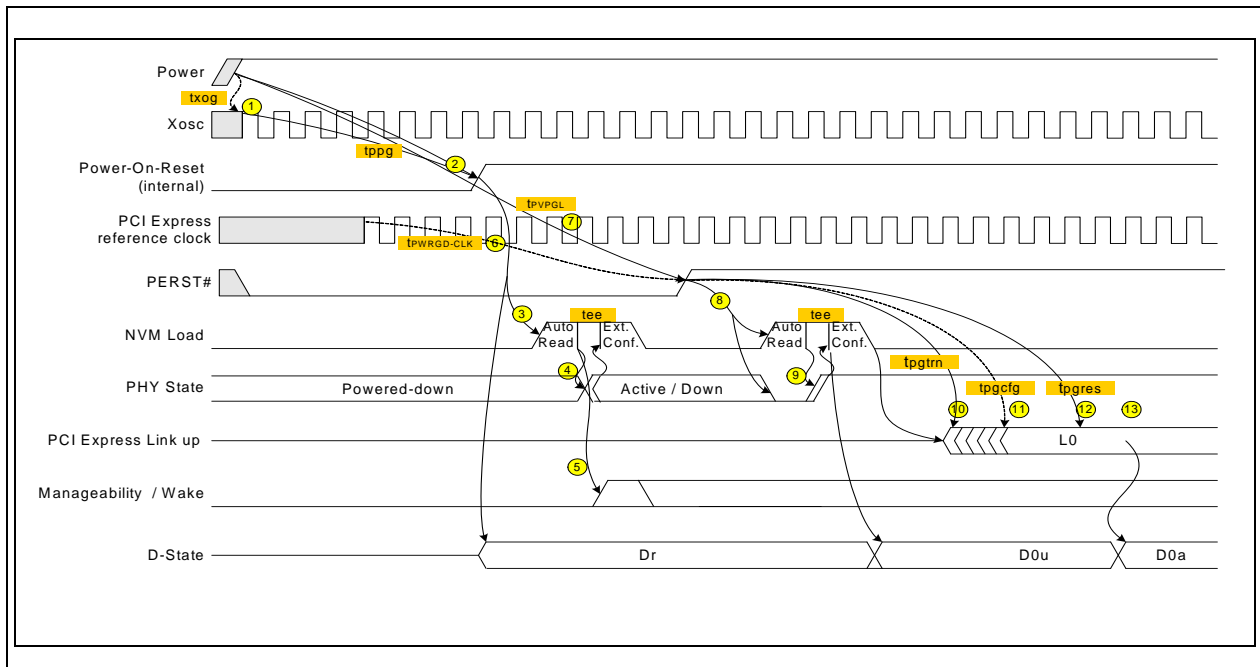 Power
txog
1
Xosc
tppg
2
Power-On-Reset
(internal)
tPVPGL
7
PCI Express
reference clock
tPWRGD-CLK
6
PERST#
8
3
tee
tee
NVM Load
Auto
Read
Ext.
Conf.
Auto
Read
Ext.
Conf.
tpgtrn
4
9
PHY State
Powered-down
Active / Down
tpgcfg
tpgres
10
11
12
13
PCI Express Link up
L0
5
Manageability / Wake
D-State
Dr
D0u
D0a